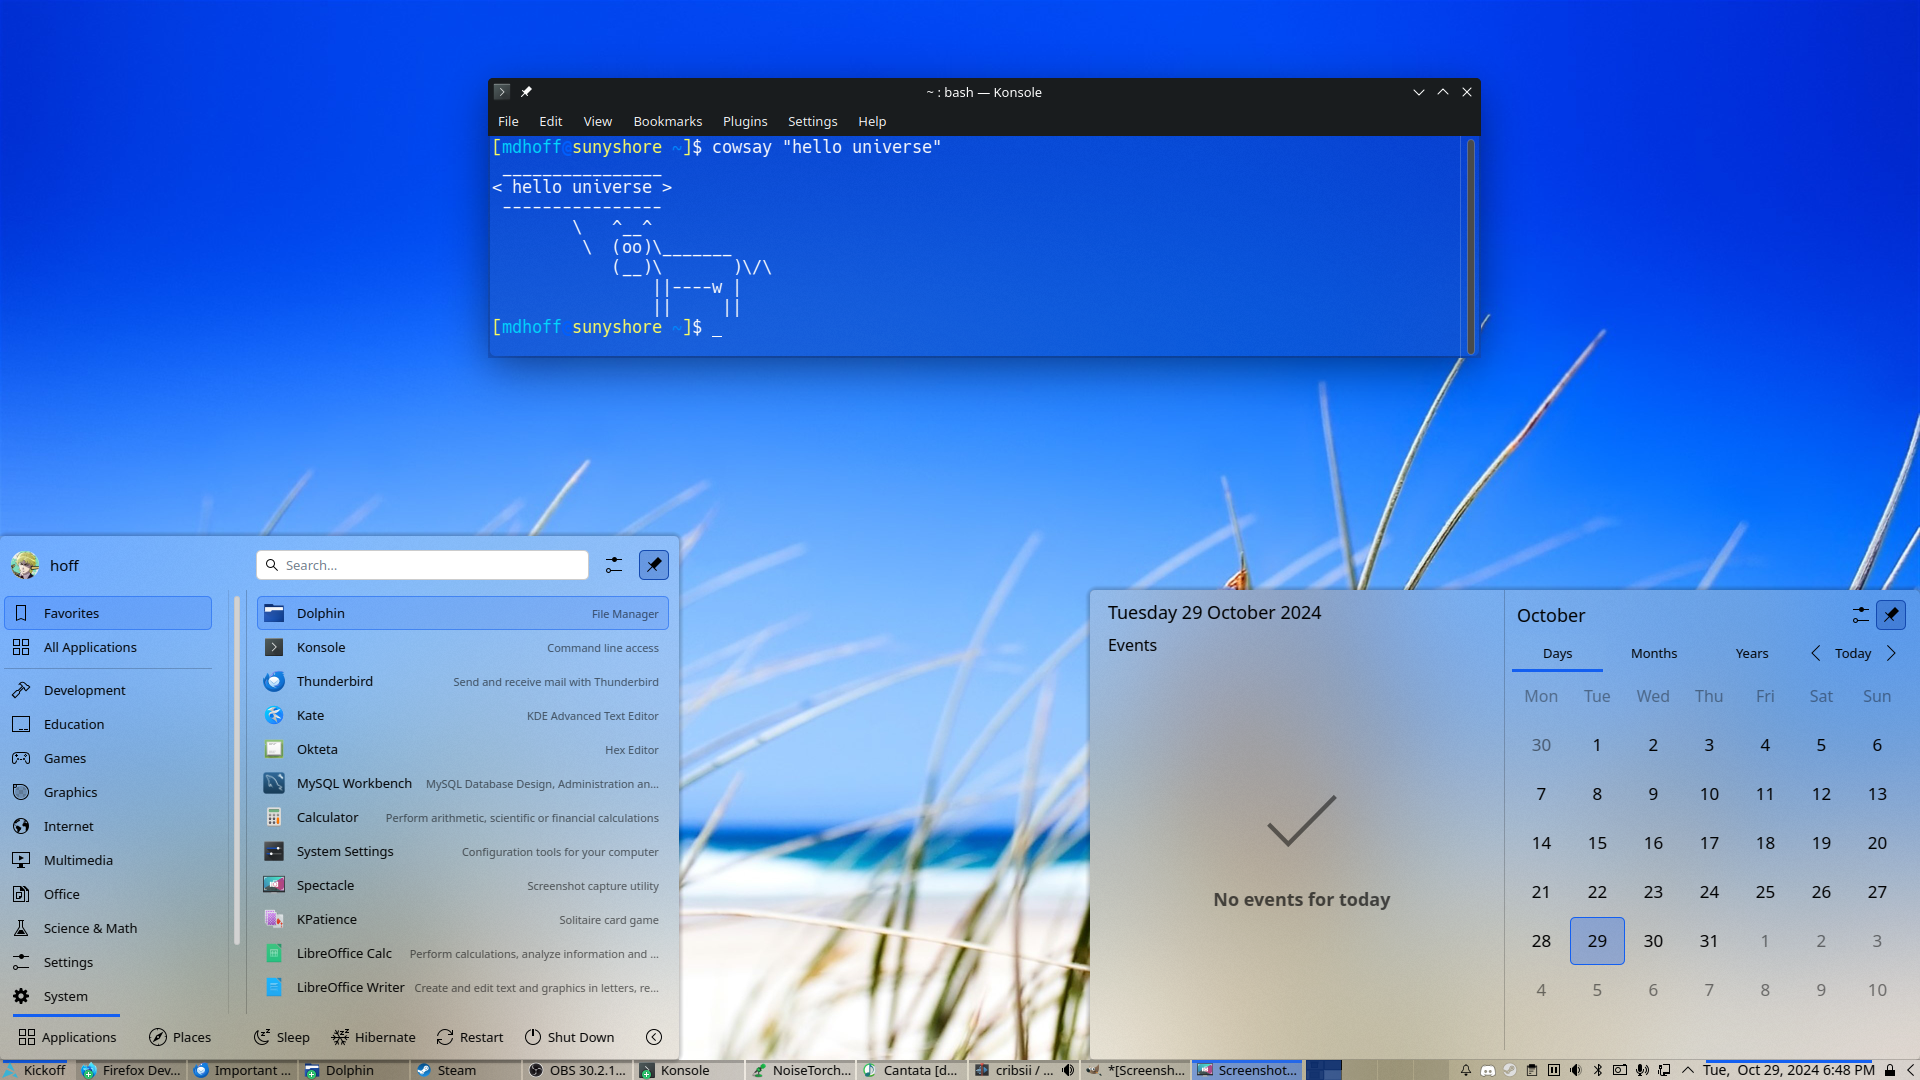 ~ : bash — Konsole
File Edit View Bookmarks Plugins Settings Help
[mdhoff@sunyshore ~]$ cowsay "hello universe"
 ________________
< hello universe >
 ----------------
        \   ^__^
         \  (oo)\_______
            (__)\       )\/\
                ||----w |
                ||     ||
[mdhoff sunyshore ~]$ _
hoff
Search...
Favorites
All Applications
Development
Education
Games
Graphics
Internet
Multimedia
Office
Science & Math
Settings
System
Dolphin File Manager
Konsole Command line access
Thunderbird Send and receive mail with Thunderbird
Kate KDE Advanced Text Editor
Okteta Hex Editor
MySQL Workbench MySQL Database Design, Administration an...
Calculator Perform arithmetic, scientific or financial calculations
System Settings Configuration tools for your computer
Spectacle Screenshot capture utility
KPatience Solitaire card game
LibreOffice Calc Perform calculations, analyze information and ...
LibreOffice Writer Create and edit text and graphics in letters, re...
Applications Places Sleep Hibernate Restart Shut Down
Tuesday 29 October 2024
Events
No events for today
October
Days Months Years Today
Mon Tue Wed Thu Fri Sat Sun
30 1 2 3 4 5 6
7 8 9 10 11 12 13
14 15 16 17 18 19 20
21 22 23 24 25 26 27
28 29 30 31 1 2 3
4 5 6 7 8 9 10
Kickoff Firefox Dev... Important ... Dolphin Steam OBS 30.2.1... Konsole NoiseTorch... Cantata [d... cribsii / ... *[Screensh... Screenshot... Tue, Oct 29, 2024 6:48 PM